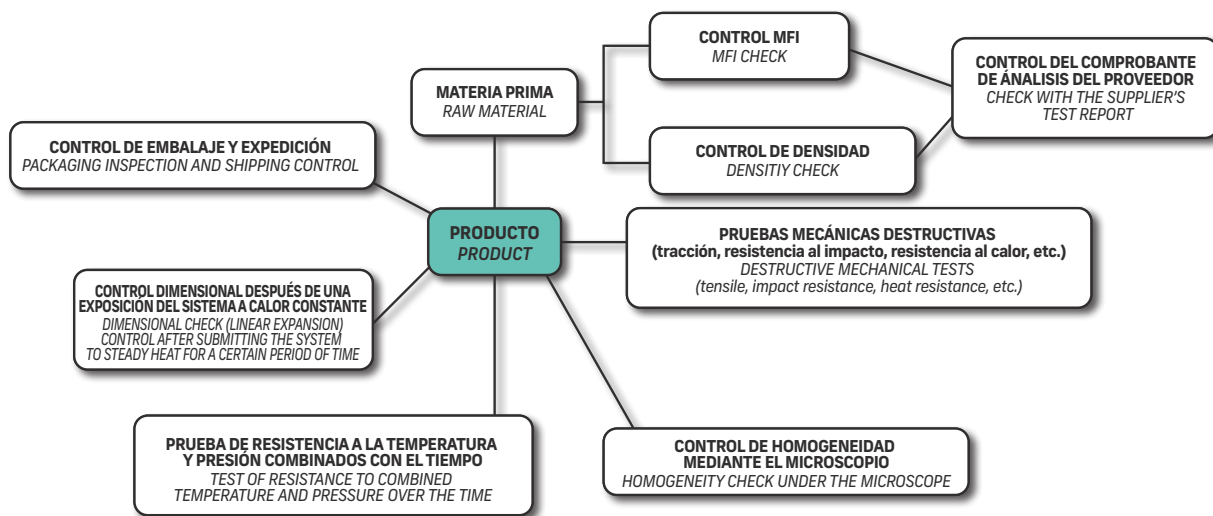 CONTROL MFI
MFI CHECK
CONTROL DEL COMPROBANTE
DE ÁNALISIS DEL PROVEEDOR
CHECK WITH THE SUPPLIER'S
TEST REPORT
MATERIA PRIMA
RAW MATERIAL
CONTROL DE EMBALAJE Y EXPEDICIÓN
PACKAGING INSPECTION AND SHIPPING CONTROL
CONTROL DE DENSIDAD
DENSITIY CHECK
PRODUCTO
PRODUCT
PRUEBAS MECÁNICAS DESTRUCTIVAS
(tracción, resistencia al impacto, resistencia al calor, etc.)
DESTRUCTIVE MECHANICAL TESTS
(tensile, impact resistance, heat resistance, etc.)
CONTROL DIMENSIONAL DESPUÉS DE UNA
EXPOSICIÓN DEL SISTEMA A CALOR CONSTANTE
DIMENSIONAL CHECK (LINEAR EXPANSION)
CONTROL AFTER SUBMITTING THE SYSTEM
TO STEADY HEAT FOR A CERTAIN PERIOD OF TIME
PRUEBA DE RESISTENCIA A LA TEMPERATURA
Y PRESIÓN COMBINADOS CON EL TIEMPO
TEST OF RESISTANCE TO COMBINED
TEMPERATURE AND PRESSURE OVER THE TIME
CONTROL DE HOMOGENEIDAD
MEDIANTE EL MICROSCOPIO
HOMOGENEITY CHECK UNDER THE MICROSCOPE